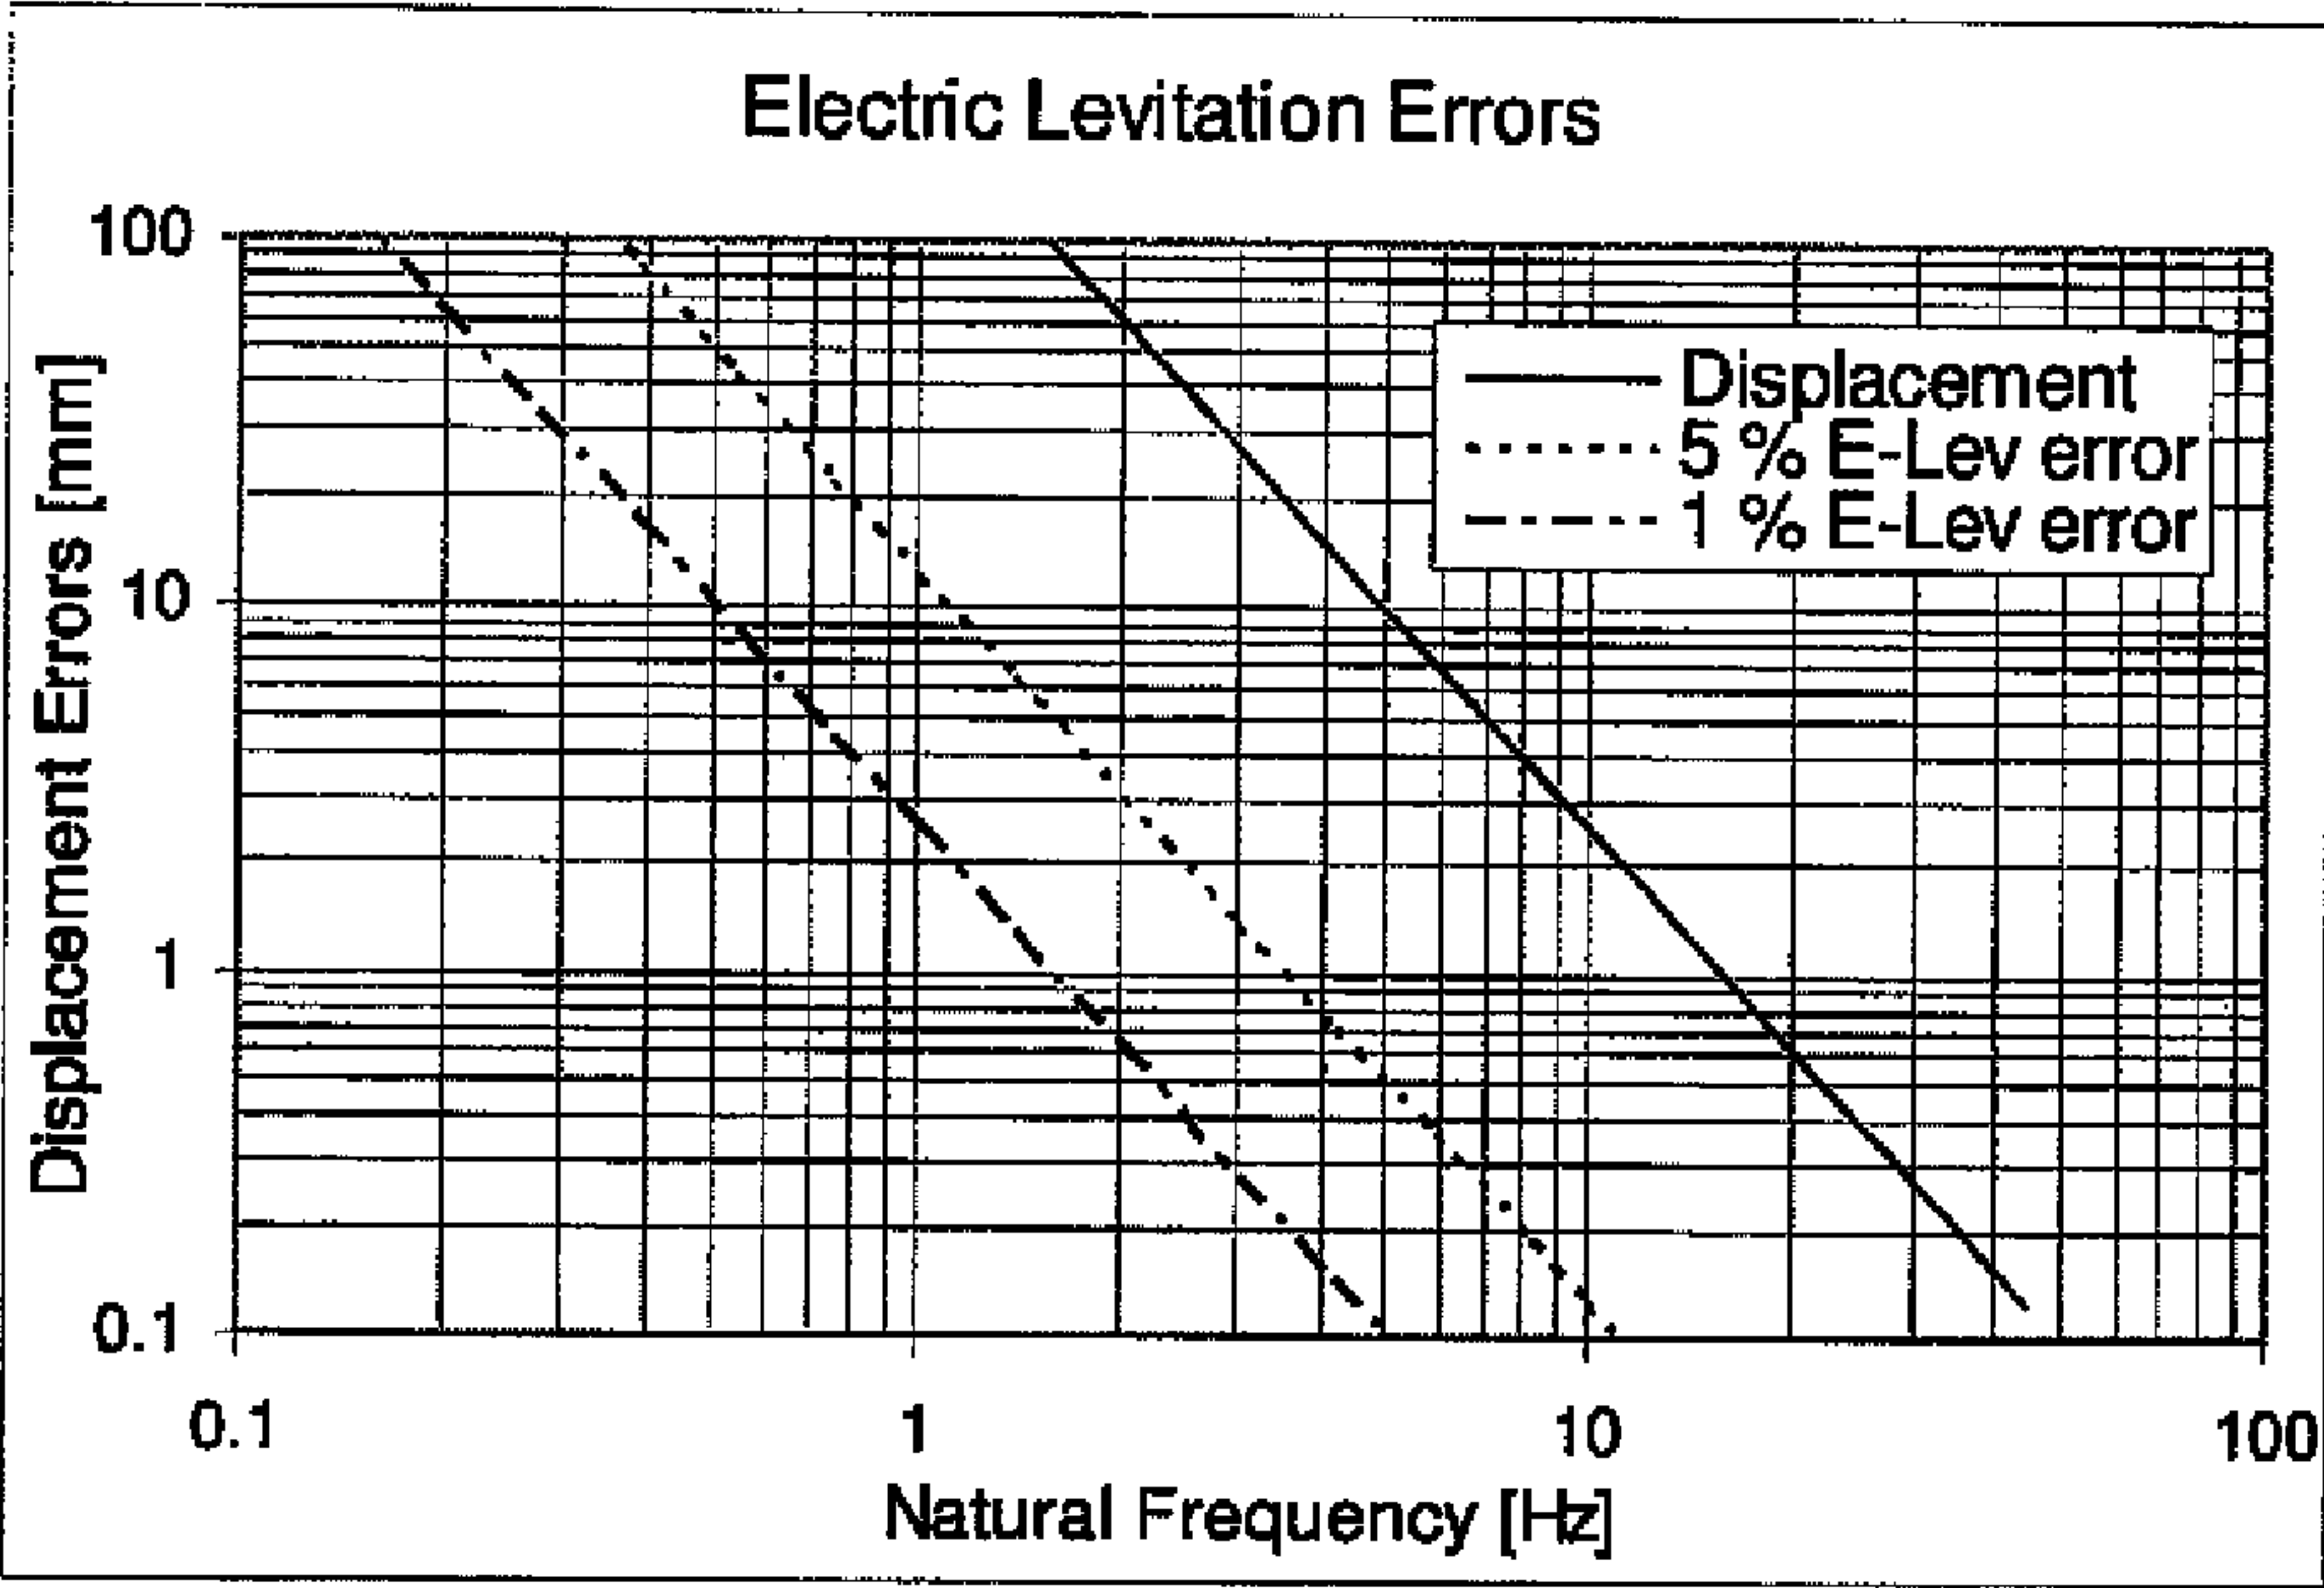 Electric Levitation Errors
100
10
1
0.1
Displacement Errors [mm]
Displacement
5 % E-Lev error
1 % E-Lev error
0.1
1
10
100
Natural Frequency [Hz]